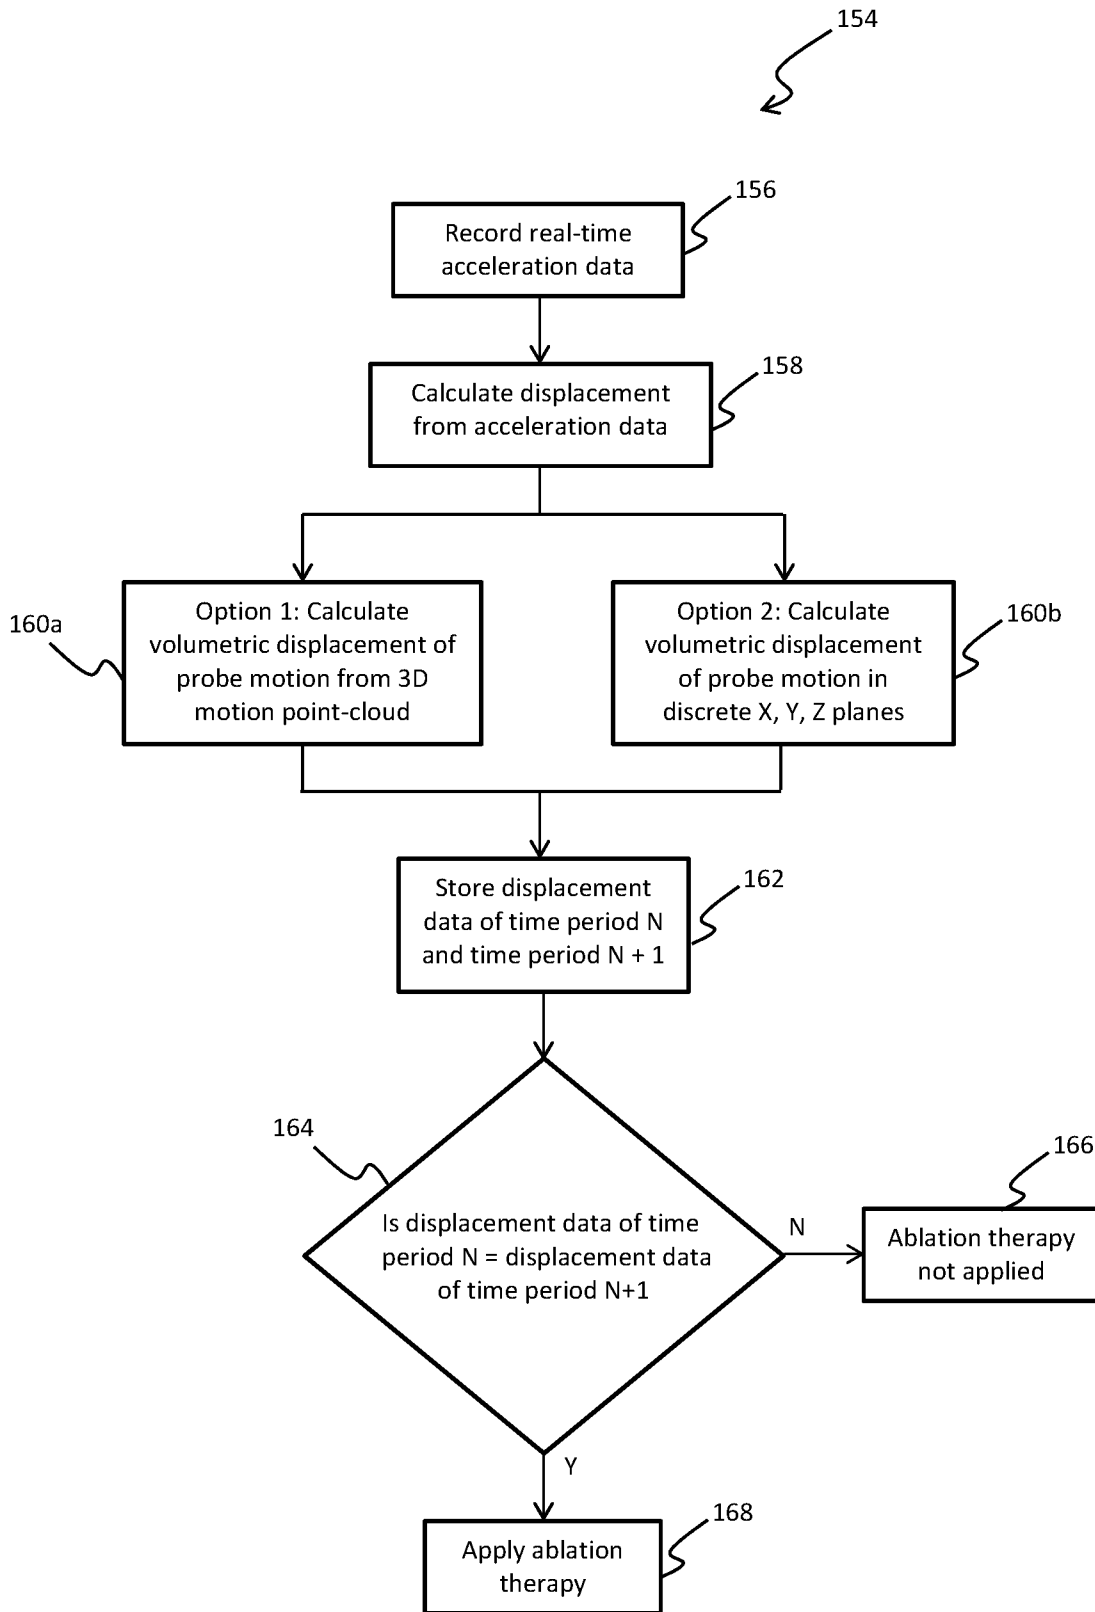 154
156
Record real-time
acceleration data
158
Calculate displacement
from acceleration data
160a
Option 1: Calculate
volumetric displacement of
probe motion from 3D
motion point-cloud
Option 2: Calculate
volumetric displacement
of probe motion in
discrete X, Y, Z planes
160b
162
Store displacement
data of time period N
and time period N + 1
164
Is displacement data of time
period N = displacement data
of time period N+1
N
166
Ablation therapy
not applied
Y
168
Apply ablation
therapy